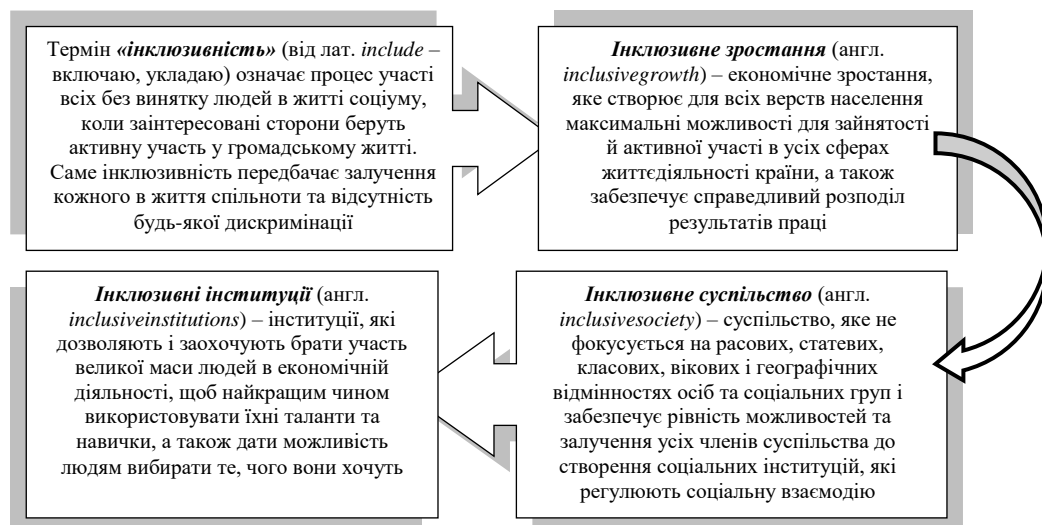 Термін «інклюзивність» (від лат. include –
включаю, укладаю) означає процес участі
всіх без винятку людей в житті соціуму,
коли заінтересовані сторони беруть
активну участь у громадському житті.
Саме інклюзивність передбачає залучення
кожного в життя спільноти та відсутність
будь-якої дискримінації
Інклюзивне зростання (англ.
inclusivegrowth) – економічне зростання,
яке створює для всіх верств населення
максимальні можливості для зайнятості
й активної участі в усіх сферах
життєдіяльності країни, а також
забезпечує справедливий розподіл
результатів праці
Інклюзивні інституції (англ.
inclusiveinstitutions) – інституції, які
дозволяють і заохочують брати участь
великої маси людей в економічній
діяльності, щоб найкращим чином
використовувати їхні таланти та
навички, а також дати можливість
людям вибирати те, чого вони хочуть
Інклюзивне суспільство (англ.
inclusivesociety) – суспільство, яке не
фокусується на расових, статевих,
класових, вікових і географічних
відмінностях осіб та соціальних груп і
забезпечує рівність можливостей та
залучення усіх членів суспільства до
створення соціальних інституцій, які
регулюють соціальну взаємодію